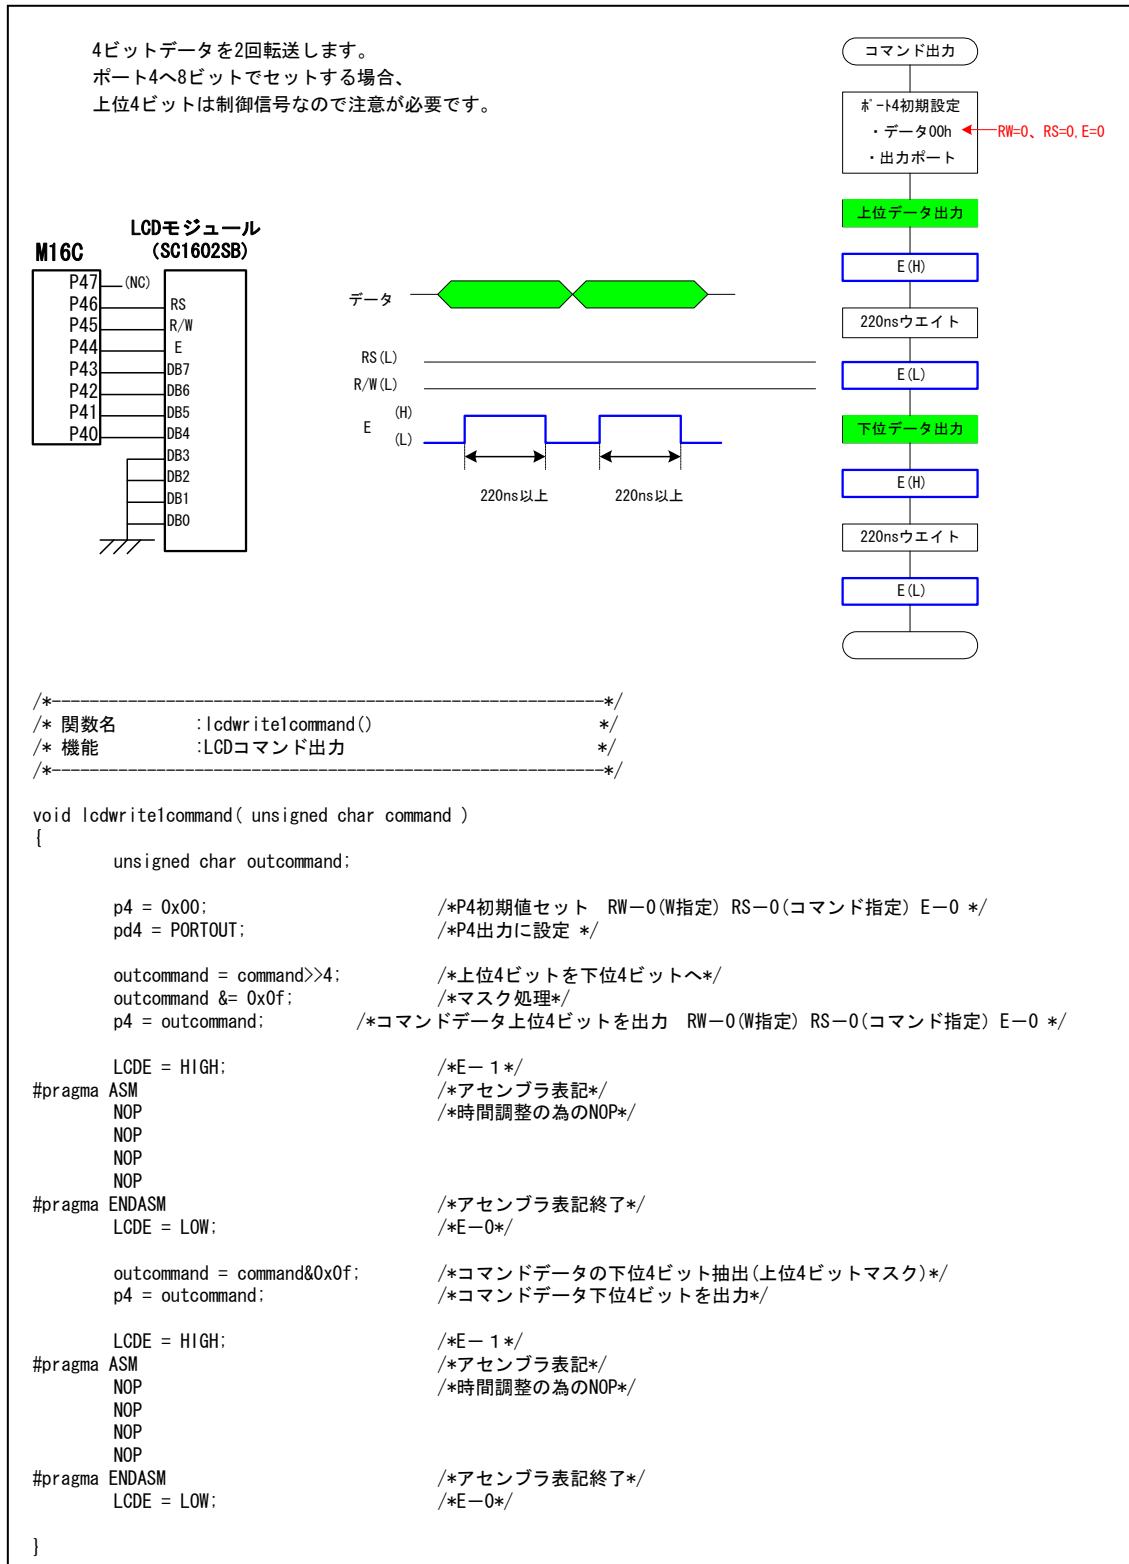 4ビットデータを2回転送します。
ポート4へ8ビットでセットする場合、
上位4ビットは制御信号なので注意が必要です。
コマンド出力
ﾎﾟｰﾄ4初期設定
・データ00h
・出力ポート
RW=0、RS=0,E=0
上位データ出力
E(H)
220nsウエイト
E(L)
下位データ出力
E(H)
220nsウエイト
E(L)
M16C
LCDモジュール
(SC1602SB)
P47 (NC)
P46 RS
P45 R/W
P44 E
P43 DB7
P42 DB6
P41 DB5
P40 DB4
DB3
DB2
DB1
DB0
データ
RS(L)
R/W(L)
E (H)
(L)
220ns以上 220ns以上
/*----------------------------------------------------------*/
/* 関数名 :lcdwrite1command() */
/* 機能 :LCDコマンド出力 */
/*----------------------------------------------------------*/
void lcdwrite1command( unsigned char command )
{
unsigned char outcommand;
p4 = 0x00; /*P4初期値セット RW－0(W指定) RS－0(コマンド指定) E－0 */
pd4 = PORTOUT; /*P4出力に設定 */
outcommand = command>>4; /*上位4ビットを下位4ビットへ*/
outcommand &= 0x0f; /*マスク処理*/
p4 = outcommand; /*コマンドデータ上位4ビットを出力 RW－0(W指定) RS－0(コマンド指定) E－0 */
LCDE = HIGH; /*E－１*/
#pragma ASM /*アセンブラ表記*/
NOP /*時間調整の為のNOP*/
NOP
NOP
NOP
#pragma ENDASM /*アセンブラ表記終了*/
LCDE = LOW; /*E－0*/
outcommand = command&0x0f; /*コマンドデータの下位4ビット抽出(上位4ビットマスク)*/
p4 = outcommand; /*コマンドデータ下位4ビットを出力*/
LCDE = HIGH; /*E－１*/
#pragma ASM /*アセンブラ表記*/
NOP /*時間調整の為のNOP*/
NOP
NOP
NOP
#pragma ENDASM /*アセンブラ表記終了*/
LCDE = LOW; /*E－0*/
}